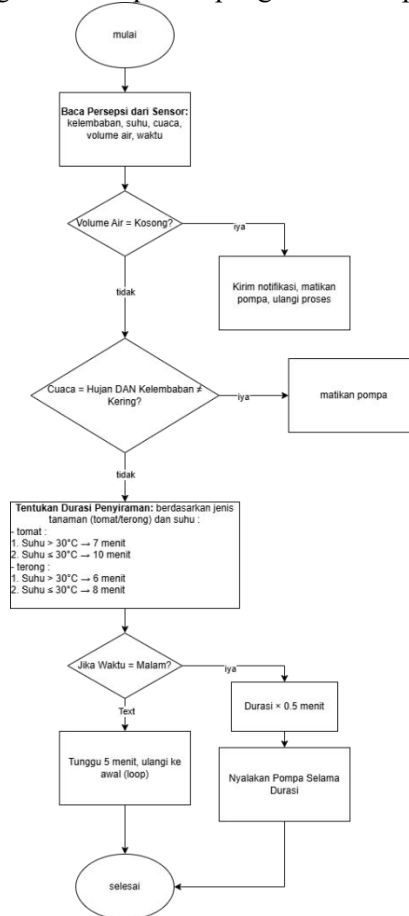 mulai
Baca Persepsi dari Sensor:
kelembaban, suhu, cuaca,
volume air, waktu
Volume Air = Kosong?
iya
Kirim notifikasi, matikan
pompa, ulangi proses
tidak
Cuaca = Hujan DAN Kelembaban ≠
Kering?
iya
matikan pompa
tidak
Tentukan Durasi Penyiraman: berdasarkan jenis
tanaman (tomat/terong) dan suhu :
- tomat :
1. Suhu > 30°C → 7 menit
2. Suhu ≤ 30°C → 10 menit
- terong :
1. Suhu > 30°C → 6 menit
2. Suhu ≤ 30°C → 8 menit
Jika Waktu = Malam?
iya
Durasi × 0.5 menit
Text
Tunggu 5 menit, ulangi ke
awal (loop)
Nyalakan Pompa Selama
Durasi
selesai